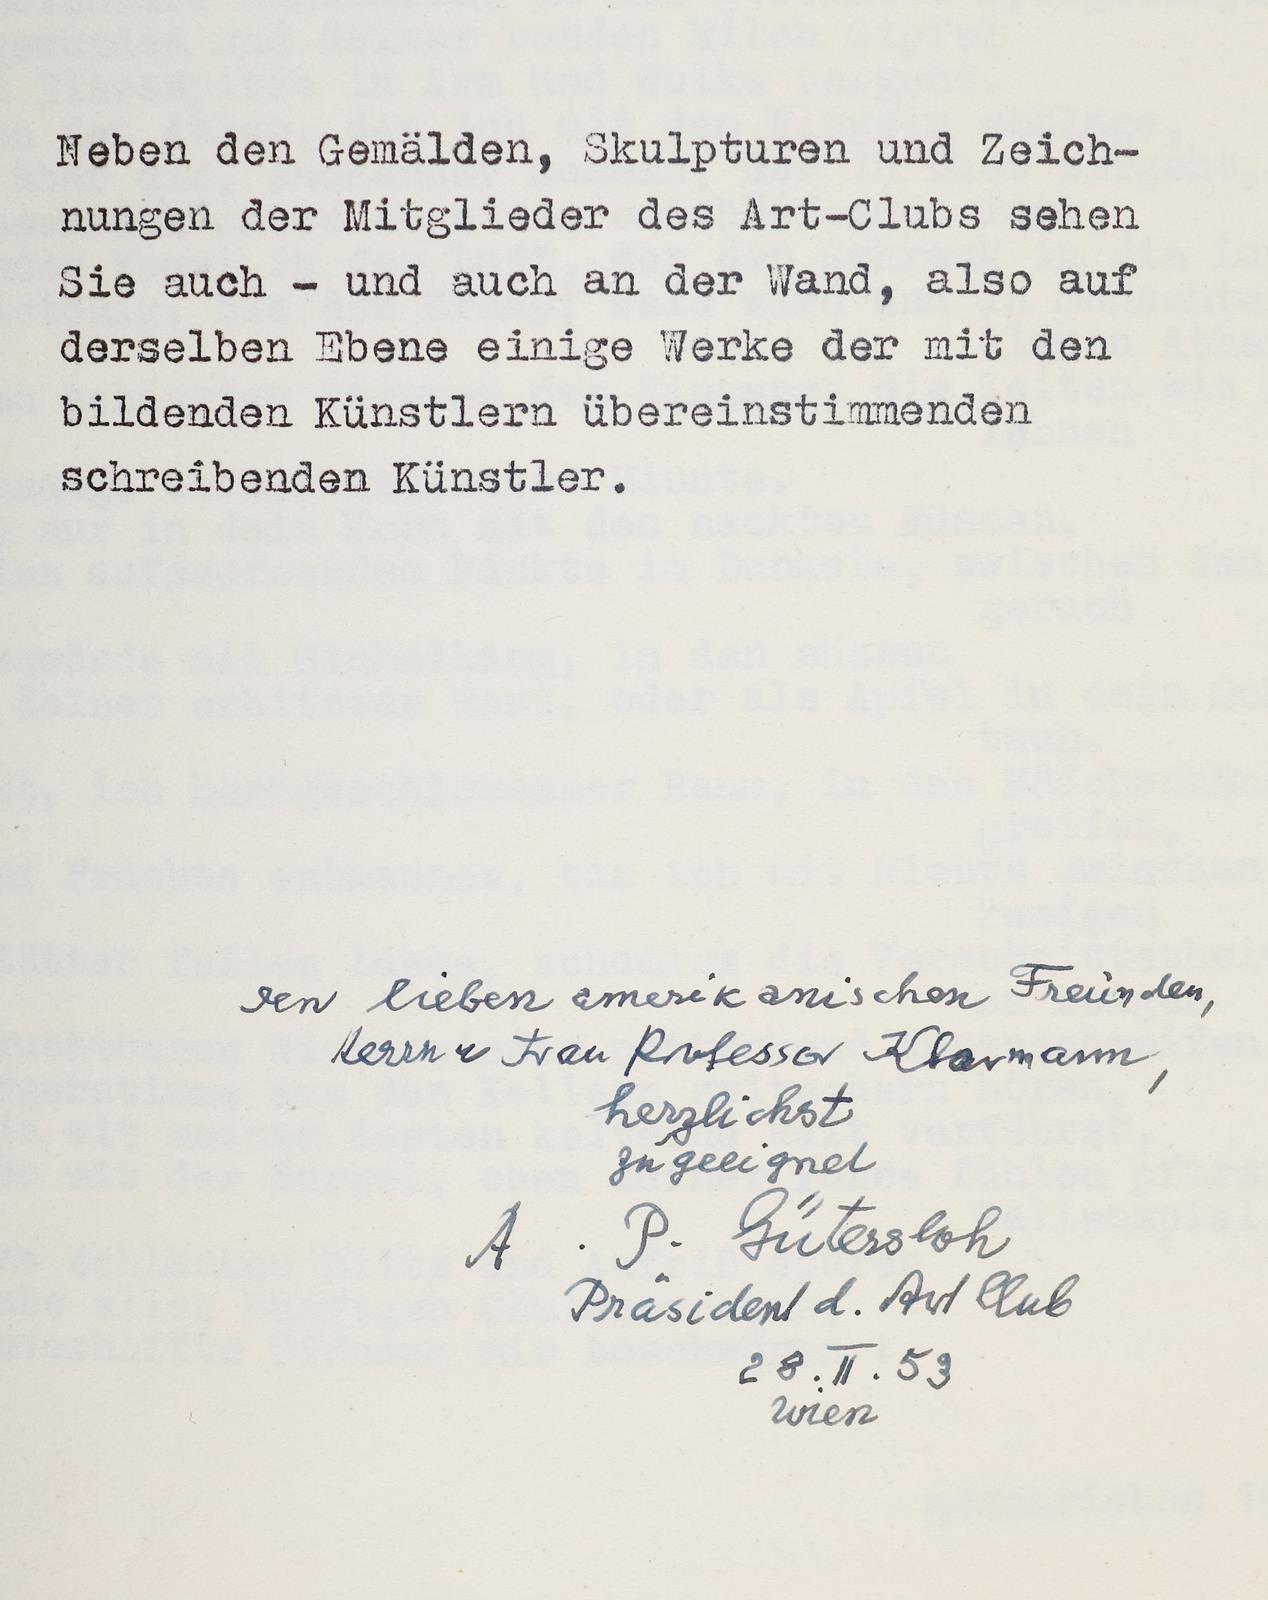 Neben den Gemälden, Skulpturen und Zeich-
nungen der Mitglieder des Art-Clubs sehen
Sie auch - und auch an der Wand, also auf
derselben Ebene einige Werke der mit den
bildenden Künstlern übereinstimmenden
schreibenden Künstler.
den lieben amerikanischen Freunden,
Herrn u Frau Professor Klarmann,
herzlichst
zugeeignet
A. P. Gütersloh
Präsident d. Art Club
28. II. 53
Wien